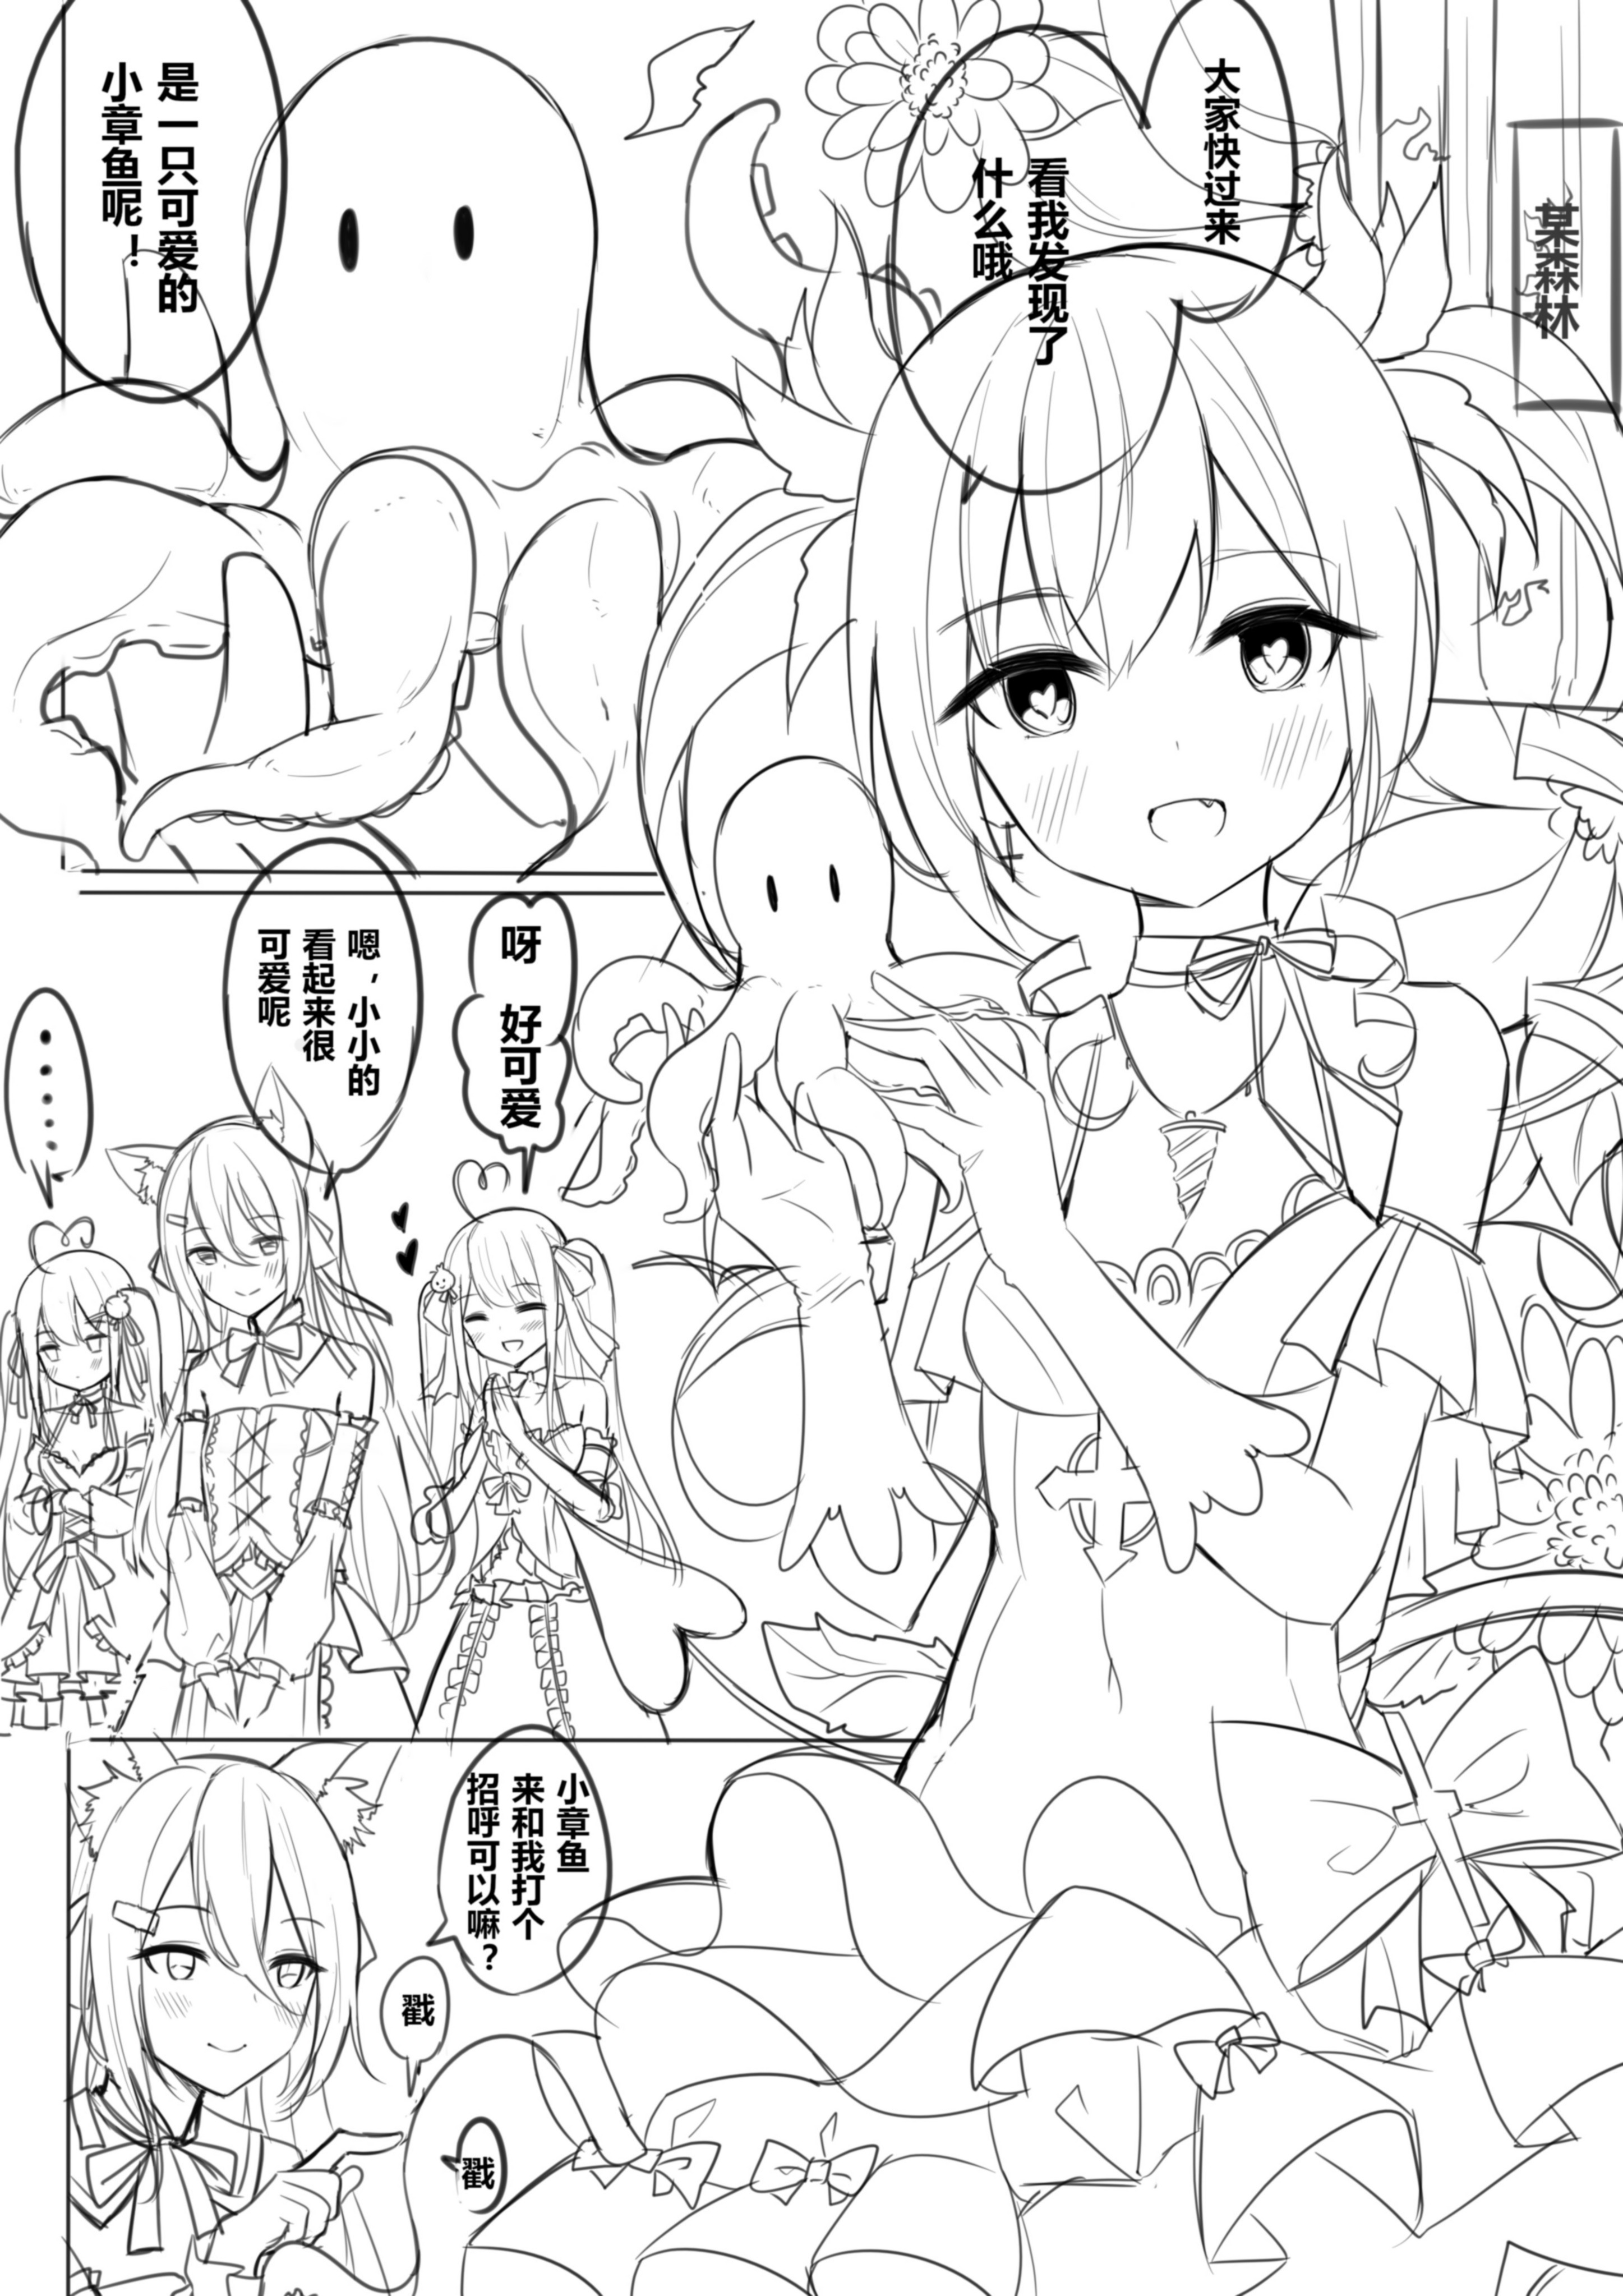 某森林
大家快过来
看我发现了
什么哦
是一只可爱的
小章鱼呢！
呀 好可爱
嗯，小小的
看起来很
可爱呢
•••••
小章鱼
来和我打个
招呼可以嘛？
戳
戳